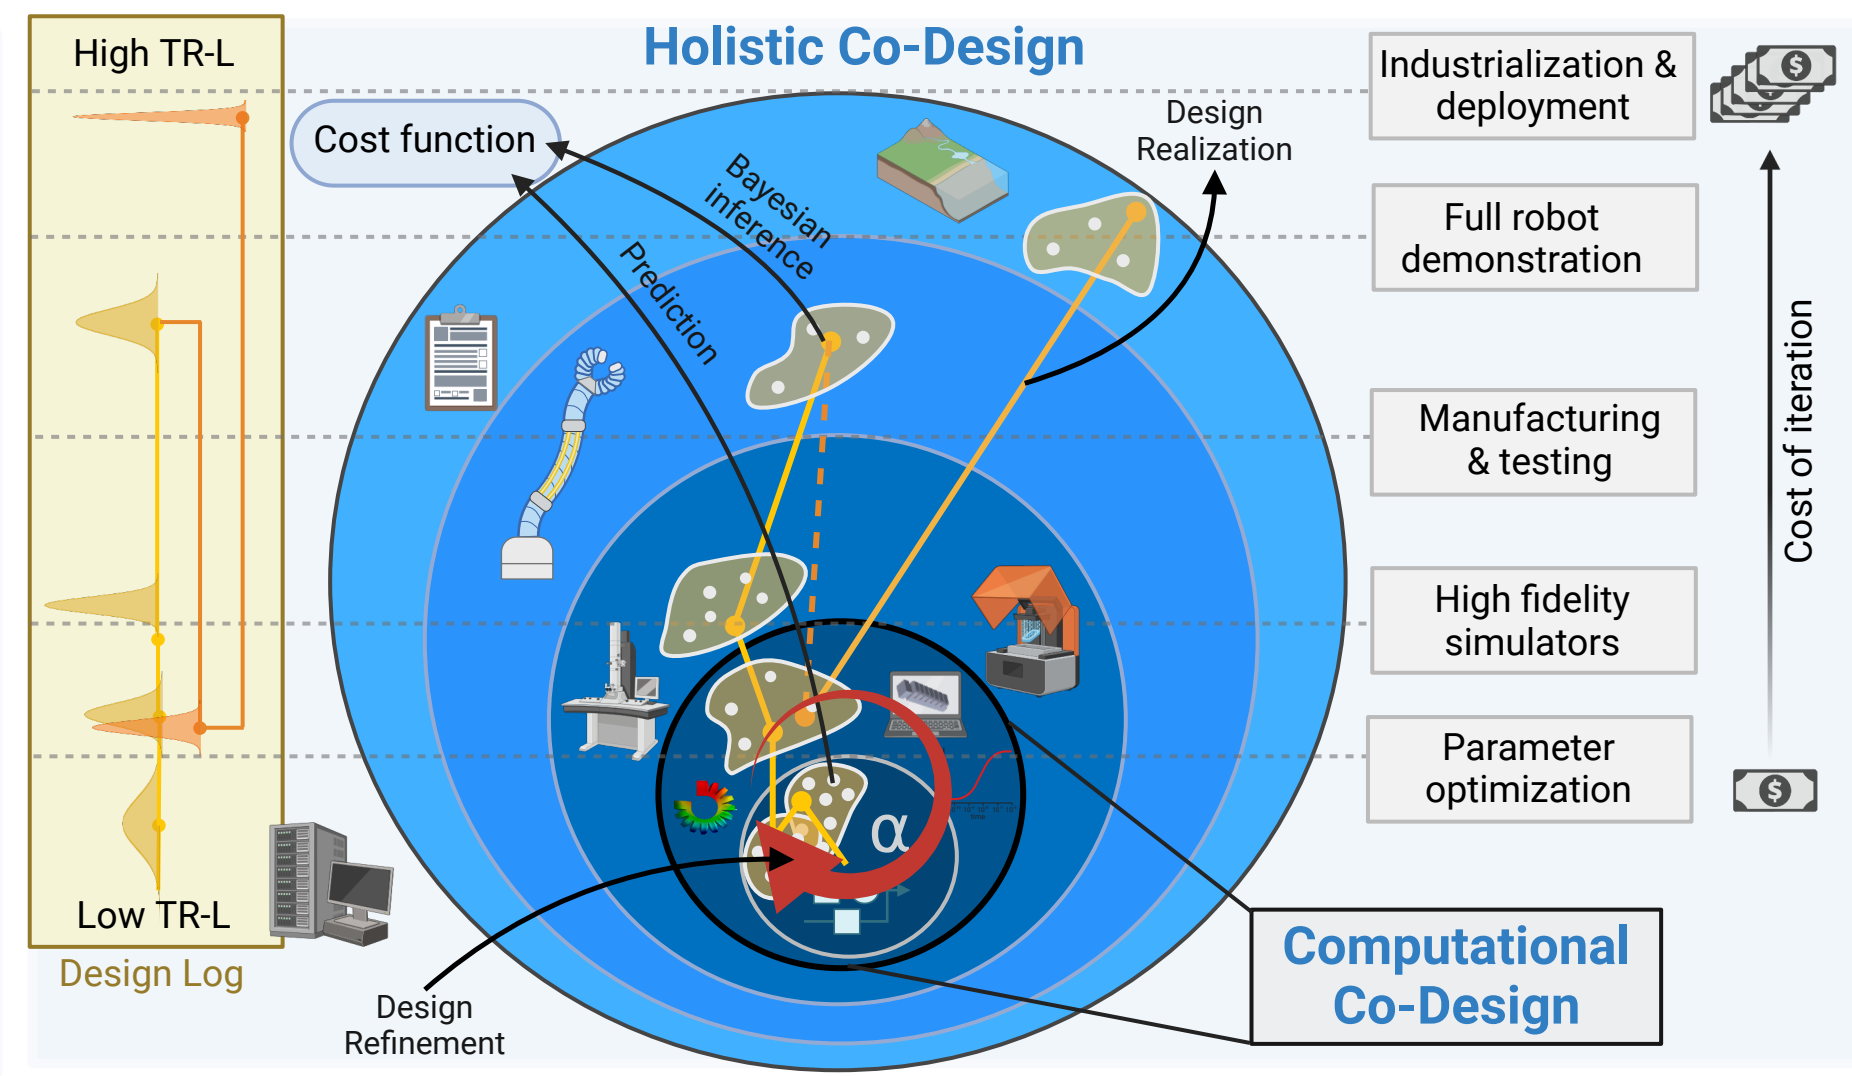 Holistic Co-Design
High TR-L
Low TR-L
Design Log
Cost function
Bayesian
inference
Prediction
Design
Realization
Design
Refinement
α
time
Industrialization &
deployment
Full robot
demonstration
Manufacturing
& testing
High fidelity
simulators
Parameter
optimization
Cost of iteration
$
$
Computational
Co-Design